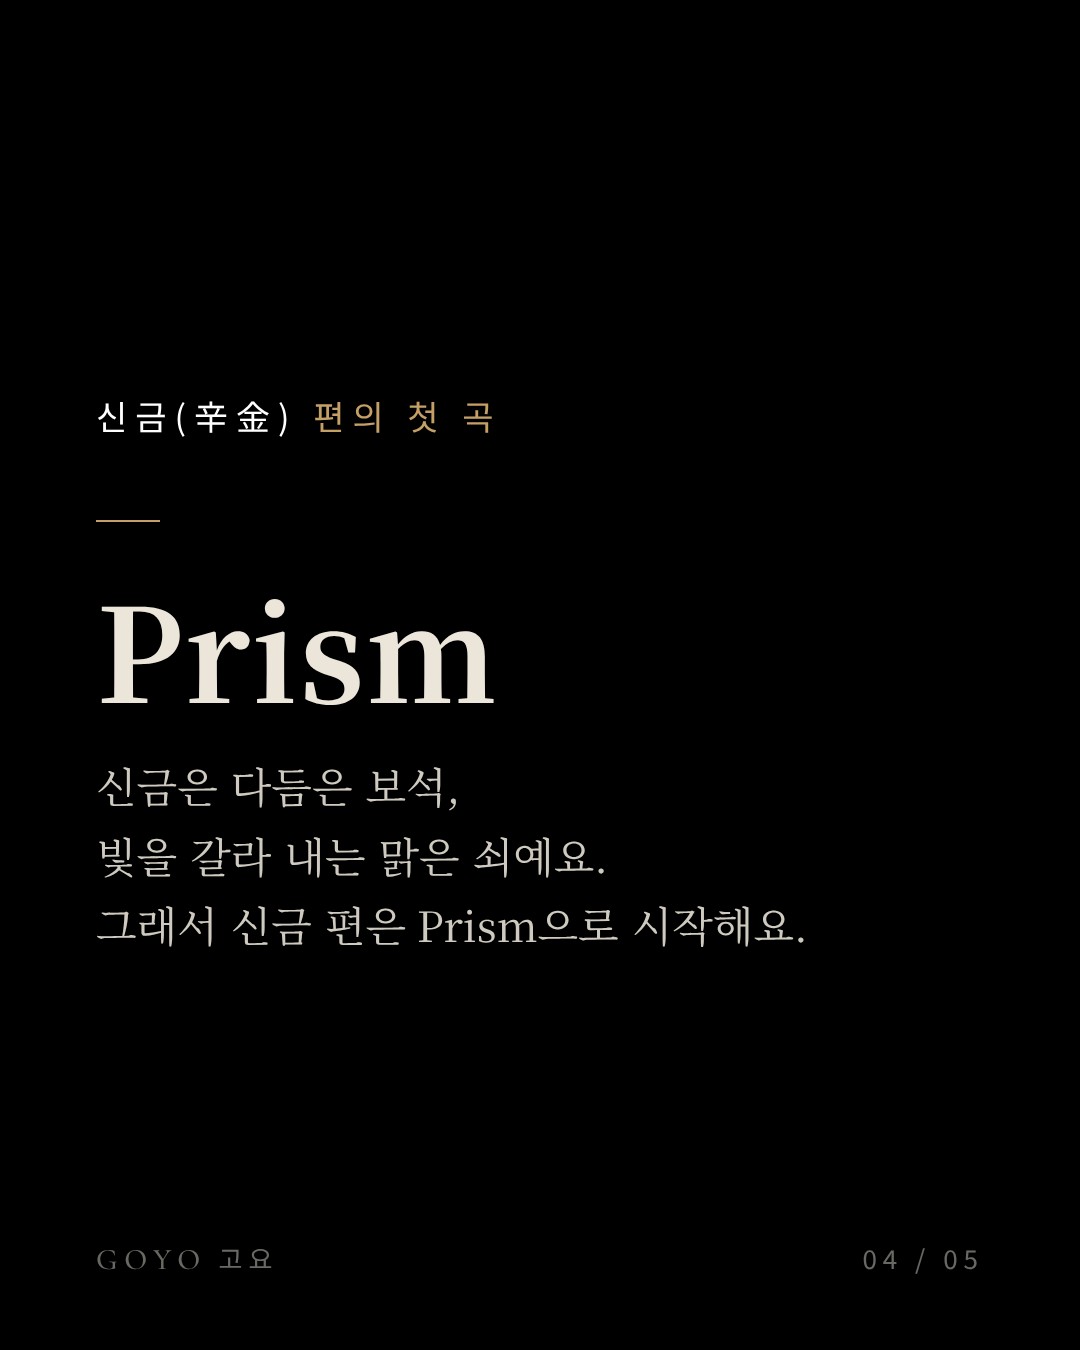 신금(辛金) 편의 첫 곡
Prism
신금은 다듬은 보석,
빛을 갈라 내는 맑은 쇠예요.
그래서 신금 편은 Prism으로 시작해요.
GOYO 고요
04 / 05